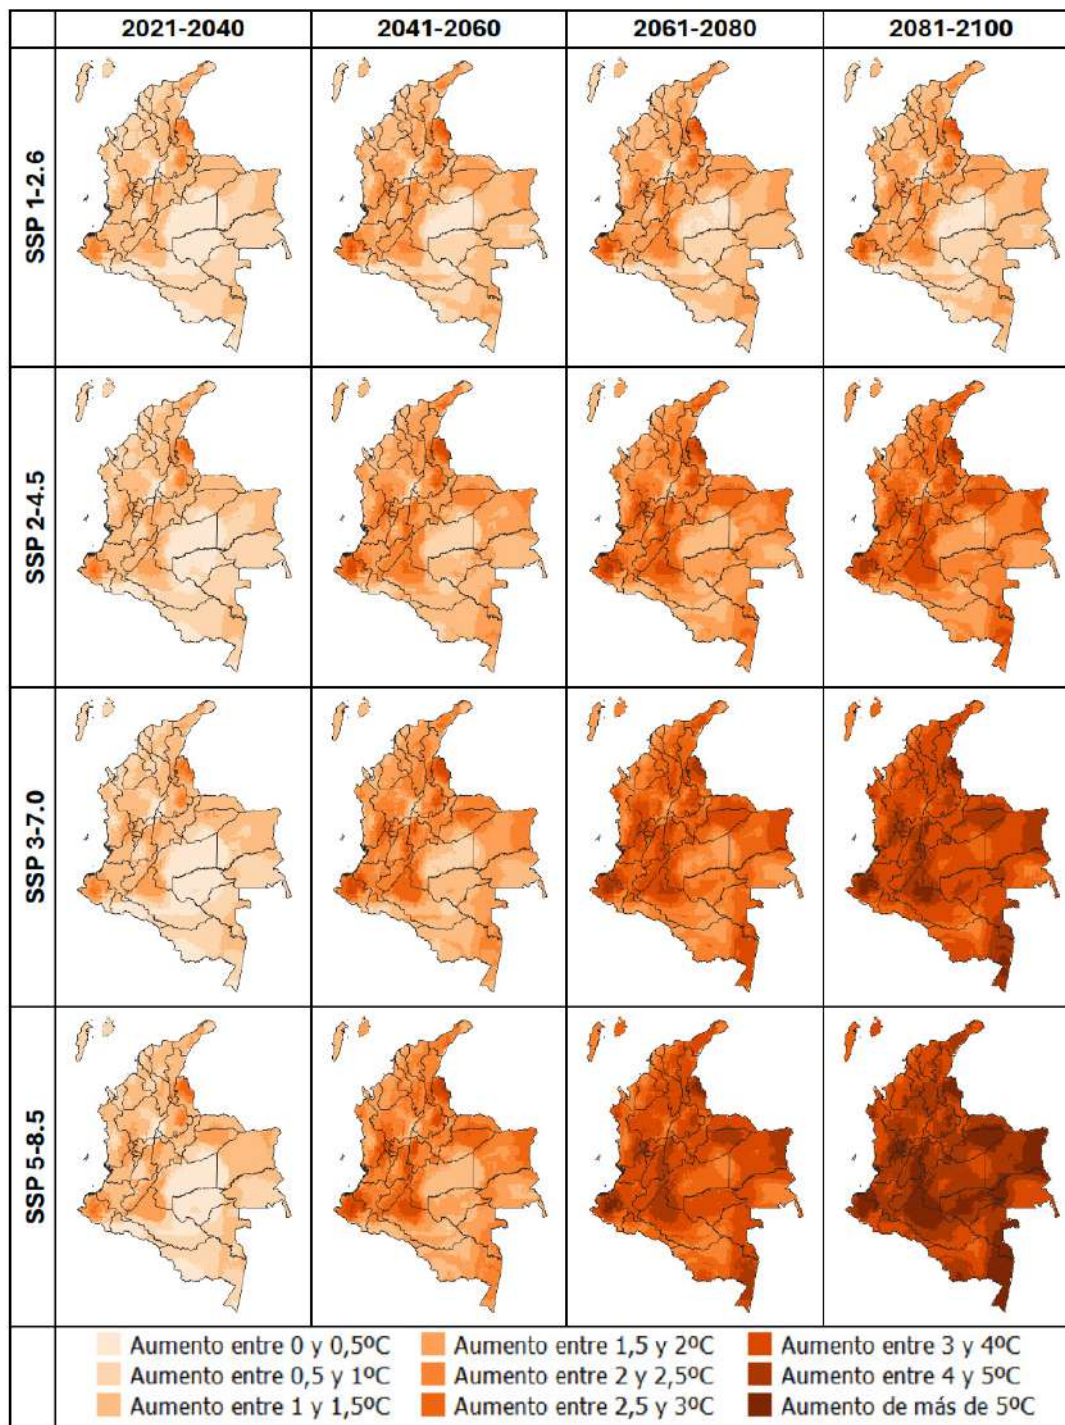 2021-2040 2041-2060 2061-2080 2081-2100
SSP 1-2.6
SSP 2-4.5
SSP 3-7.0
SSP 5-8.5
Aumento entre 0 y 0,5ºC Aumento entre 1,5 y 2ºC Aumento entre 3 y 4ºC
Aumento entre 0,5 y 1ºC Aumento entre 2 y 2,5ºC Aumento entre 4 y 5ºC
Aumento entre 1 y 1,5ºC Aumento entre 2,5 y 3ºC Aumento de más de 5ºC